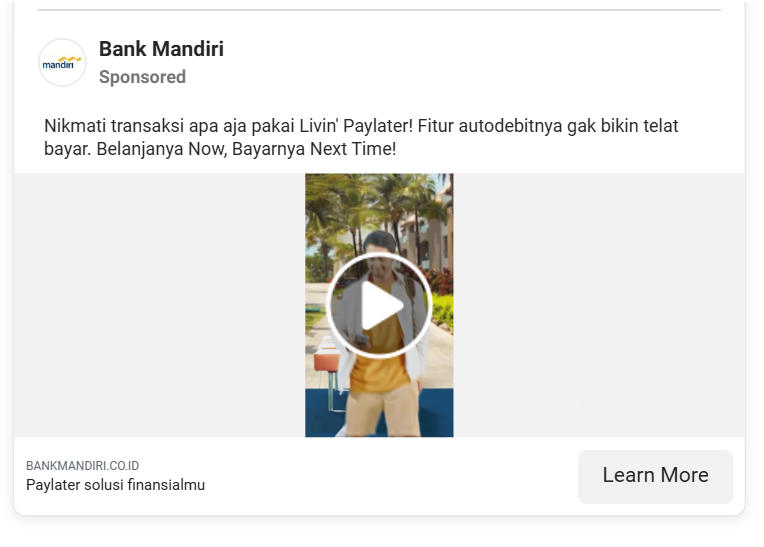 mandiri
Bank Mandiri
Sponsored
Nikmati transaksi apa aja pakai Livin' Paylater! Fitur autodebitnya gak bikin telat
bayar. Belanjanya Now, Bayarnya Next Time!
BANKMANDIRI.CO.ID
Paylater solusi finansialmu
Learn More